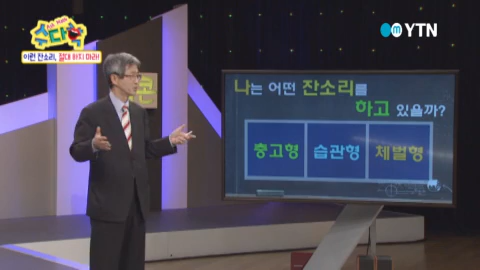 수다학
이런 잔소리, 절대 하지 마라!
YTN
나는 어떤 잔소리를
하고 있을까?
충고형 습관형 체벌형